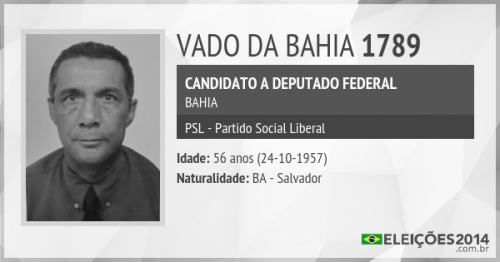 VADO DA BAHIA 1789
CANDIDATO A DEPUTADO FEDERAL
BAHIA
PSL - Partido Social Liberal
Idade: 56 anos (24-10-1957)
Naturalidade: BA - Salvador
ELEIÇÕES2014
.com.br